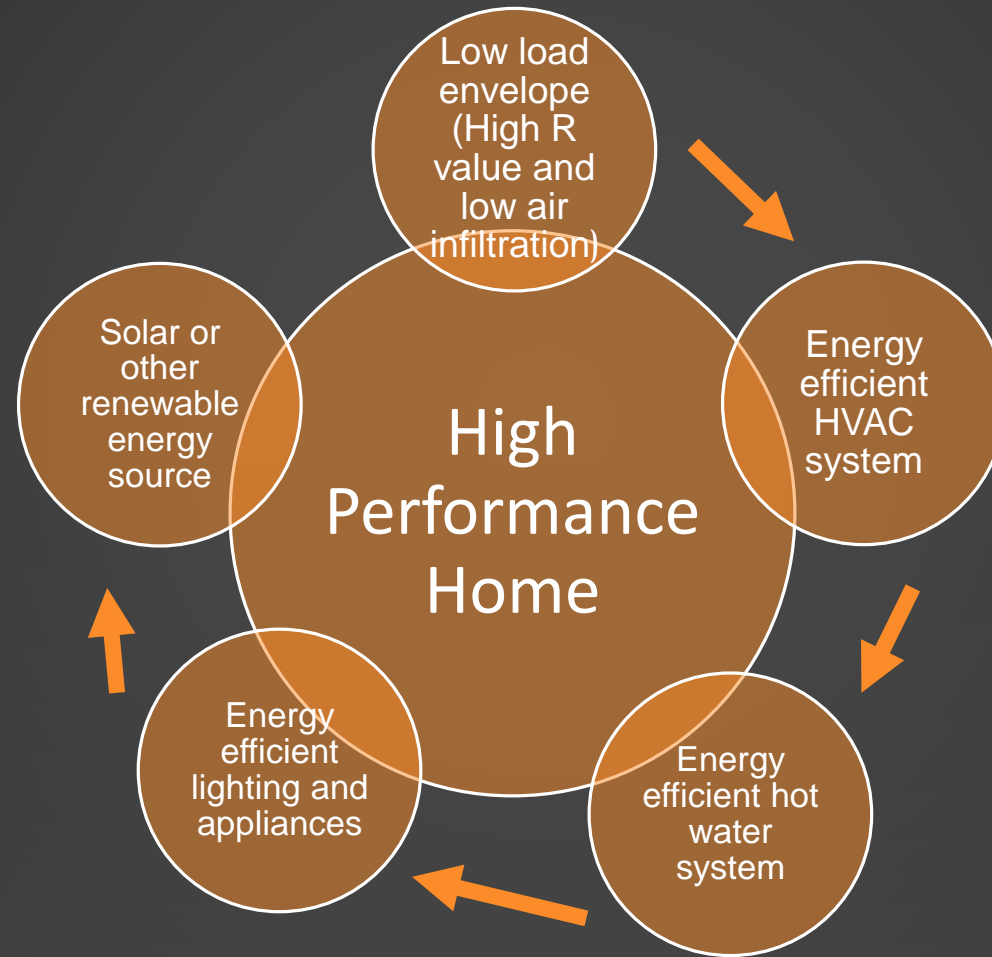 Low load
envelope
(High R
value and
low air
infiltration)
Energy
efficient
HVAC
system
Energy
efficient hot
water
system
Energy
efficient
lighting and
appliances
Solar or
other
renewable
energy
source
High
Performance
Home